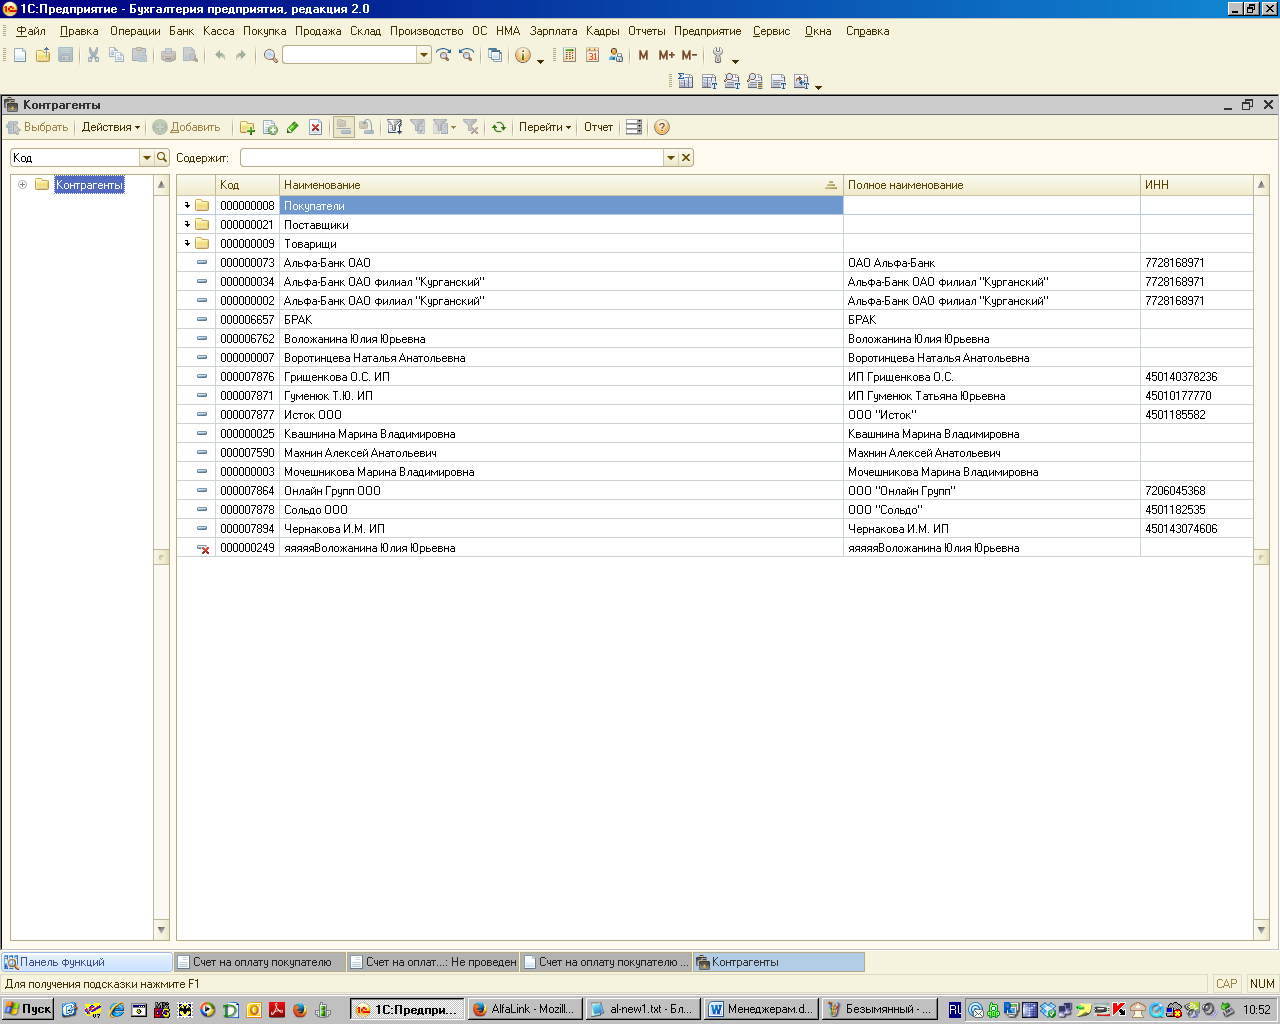 1С:Предприятие - Бухгалтерия предприятия, редакция 2.0
Файл Правка Операции Банк Касса Покупка Продажа Склад Производство ОС НМА Зарплата Кадры Отчеты Предприятие Сервис Окна Справка
M M+ M-
Контрагенты
Выбрать Действия Добавить Перейти Отчет
Код Содержит:
Контрагенты
Код Наименование Полное наименование ИНН
000000008 Покупатели
000000021 Поставщики
000000009 Товарищи
000000073 Альфа-Банк ОАО ОАО Альфа-Банк 7728168971
000000034 Альфа-Банк ОАО филиал "Курганский" Альфа-Банк ОАО филиал "Курганский" 7728168971
000000002 Альфа-Банк ОАО филиал "Курганский" Альфа-Банк ОАО филиал "Курганский" 7728168971
000006657 БРАК БРАК
000006762 Воложанина Юлия Юрьевна Воложанина Юлия Юрьевна
000000007 Воротинцева Наталья Анатольевна Воротинцева Наталья Анатольевна
000007876 Грищенкова О.С. ИП ИП Грищенкова О.С. 450140378236
000007871 Гуменюк Т.Ю. ИП ИП Гуменюк Татьяна Юрьевна 45010177770
000007877 Исток ООО ООО "Исток" 4501185582
000000025 Квашнина Марина Владимировна Квашнина Марина Владимировна
000007590 Махнин Алексей Анатольевич Махнин Алексей Анатольевич
000000003 Мочешникова Марина Владимировна Мочешникова Марина Владимировна
000007864 Онлайн Групп ООО ООО "Онлайн Групп" 7206045368
000007878 Сольдо ООО ООО "Сольдо" 4501182535
000007894 Чернакова И.М. ИП Чернакова И.М. ИП 450143074606
000000249 яяяяяВоложанина Юлия Юрьевна яяяяяВоложанина Юлия Юрьевна
Панель функций Счет на оплату покупателю Счет на оплат...: Не проведен Счет на оплату покупателю ... Контрагенты
Для получения подсказки нажмите F1 CAP NUM
Пуск 1С:Предпри... AlfaLink - Mozill... al-new1.txt - Бл... Менеджерам.d... Безымянный - ... RU 10:52